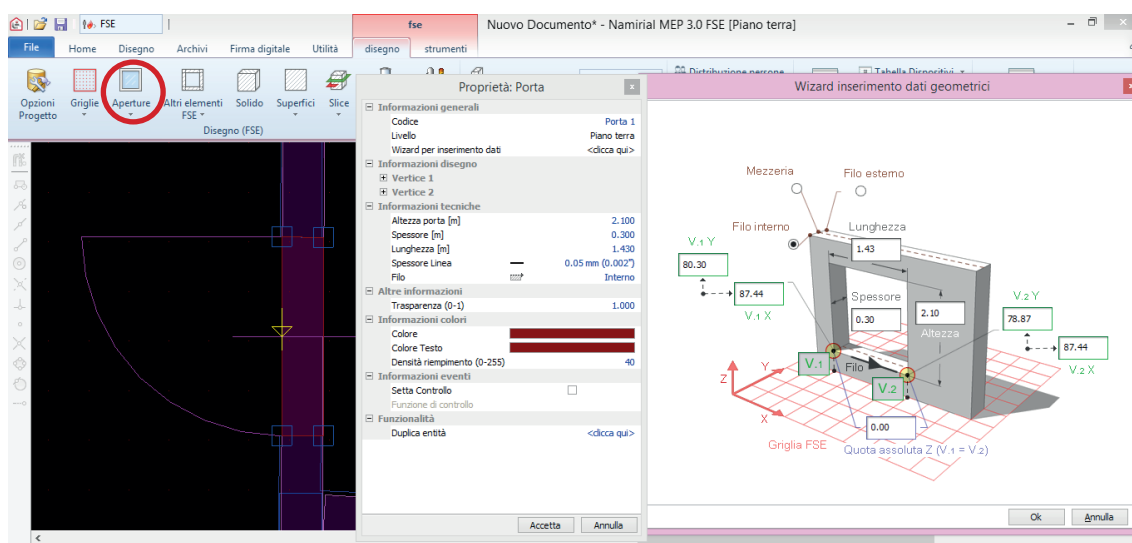 FSE
fse
Nuovo Documento* - Namirial MEP 3.0 FSE [Piano terra]
File Home Disegno Archivi Firma digitale Utilità disegno strumenti
Opzioni Progetto
Griglie
Aperture
Altri elementi FSE
Solido
Superfici
Slice
Disegno (FSE)
Distribuzione persone
Tabella Dispositivi
Proprietà: Porta
Informazioni generali
Codice Porta 1
Livello Piano terra
Wizard per inserimento dati <clicca qui>
Informazioni disegno
Vertice 1
Vertice 2
Informazioni tecniche
Altezza porta [m] 2.100
Spessore [m] 0.300
Lunghezza [m] 1.430
Spessore Linea 0.05 mm (0.002")
Filo Interno
Altre informazioni
Trasparenza (0-1) 1.000
Informazioni colori
Colore
Colore Testo
Densità riempimento (0-255) 40
Informazioni eventi
Setta Controllo
Funzione di controllo
Funzionalità
Duplica entità <clicca qui>
Accetta Annulla
Wizard inserimento dati geometrici
Mezzeria
Filo esterno
Filo interno
Lunghezza
1.43
V.1 Y
80.30
87.44
V.1 X
Spessore
0.30
2.10
Altezza
V.2 Y
78.87
87.44
V.2 X
V.1
Filo
V.2
Z
Y
X
0.00
Griglia FSE
Quota assoluta Z (V.1 = V.2)
Ok Annulla